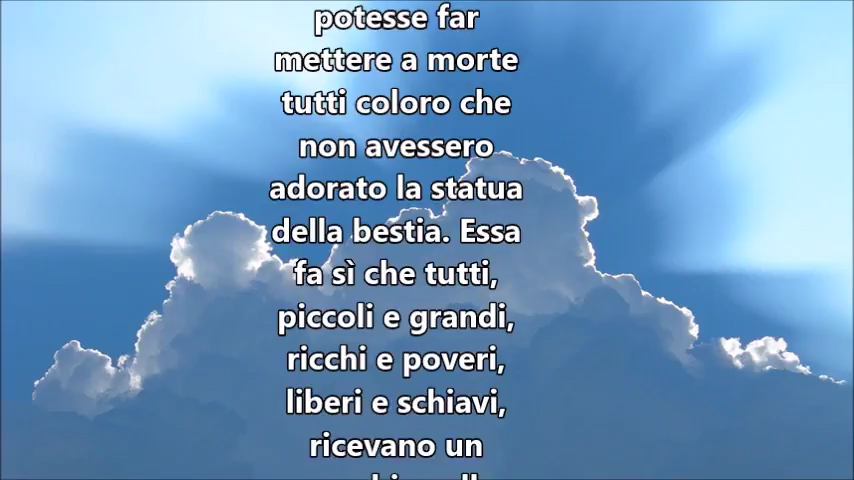 potesse far
mettere a morte
tutti coloro che
non avessero
adorato la statua
della bestia. Essa
fa sì che tutti,
piccoli e grandi,
ricchi e poveri,
liberi e schiavi,
ricevano un